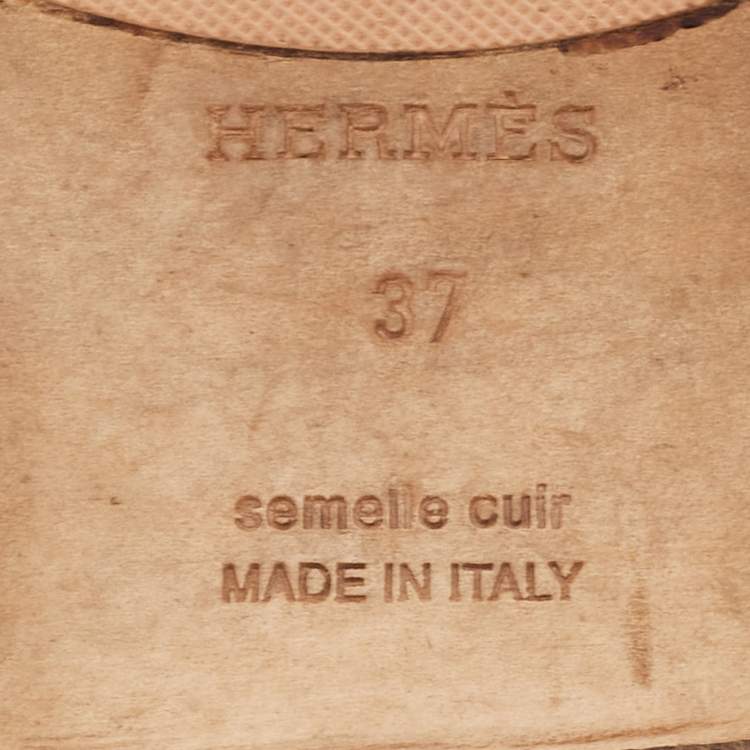 HERMÈS
37
semelle cuir
MADE IN ITALY